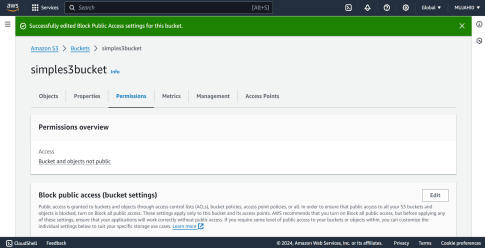 aws
Services
Search
[Alt+S]
Global
MUJAHID
Successfully edited Block Public Access settings for this bucket.
Amazon S3 > Buckets > simples3bucket
simples3bucket Info
Objects
Properties
Permissions
Metrics
Management
Access Points
Permissions overview
Access
Bucket and objects not public
Block public access (bucket settings)
Edit
Public access is granted to buckets and objects through access control lists (ACLs), bucket policies, access point policies, or all. In order to ensure that public access to all your S3 buckets and
objects is blocked, turn on Block all public access. These settings apply only to this bucket and its access points. AWS recommends that you turn on Block all public access, but before applying any
of these settings, ensure that your applications will work correctly without public access. If you require some level of public access to your buckets or objects within, you can customize the
individual settings below to suit your specific storage use cases. Learn more
CloudShell
Feedback
© 2024, Amazon Web Services, Inc. or its affiliates.
Privacy
Terms
Cookie preferences